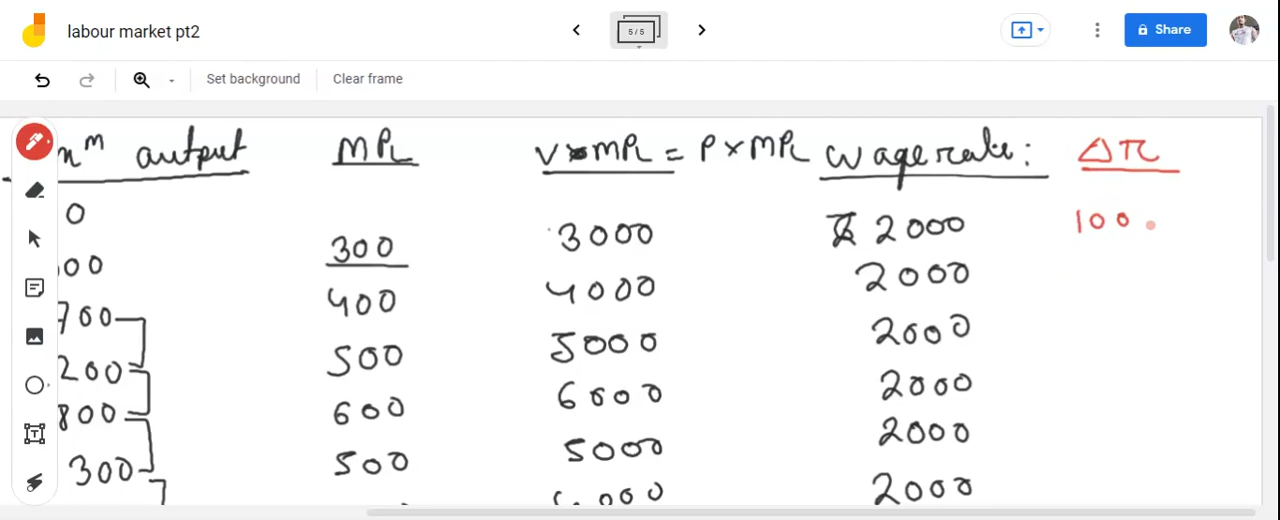 labour market pt2
5/5
Share
Set background
Clear frame
output MPL V MPL = P x MPL Wage rate: Δπ
0
300 3000 2000 100
00
400 4000 2000
700
500 5000 2000
200
600 6000 2000
800
500 5000 2000
300
000 2000